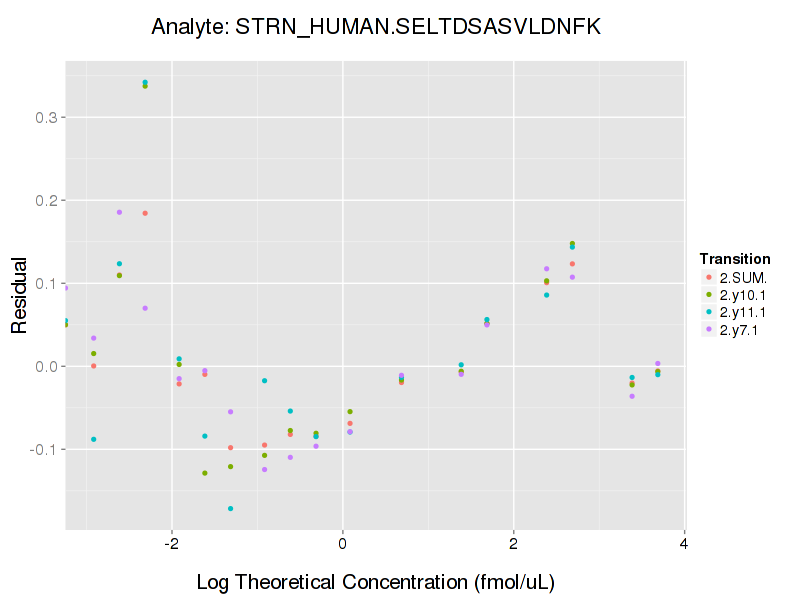 Analyte: STRN_HUMAN.SELTDSASVLDNFK
Residual
0.3
0.2
0.1
0.0
-0.1
-2
0
2
4
Log Theoretical Concentration (fmol/uL)
Transition
2.SUM.
2.y10.1
2.y11.1
2.y7.1